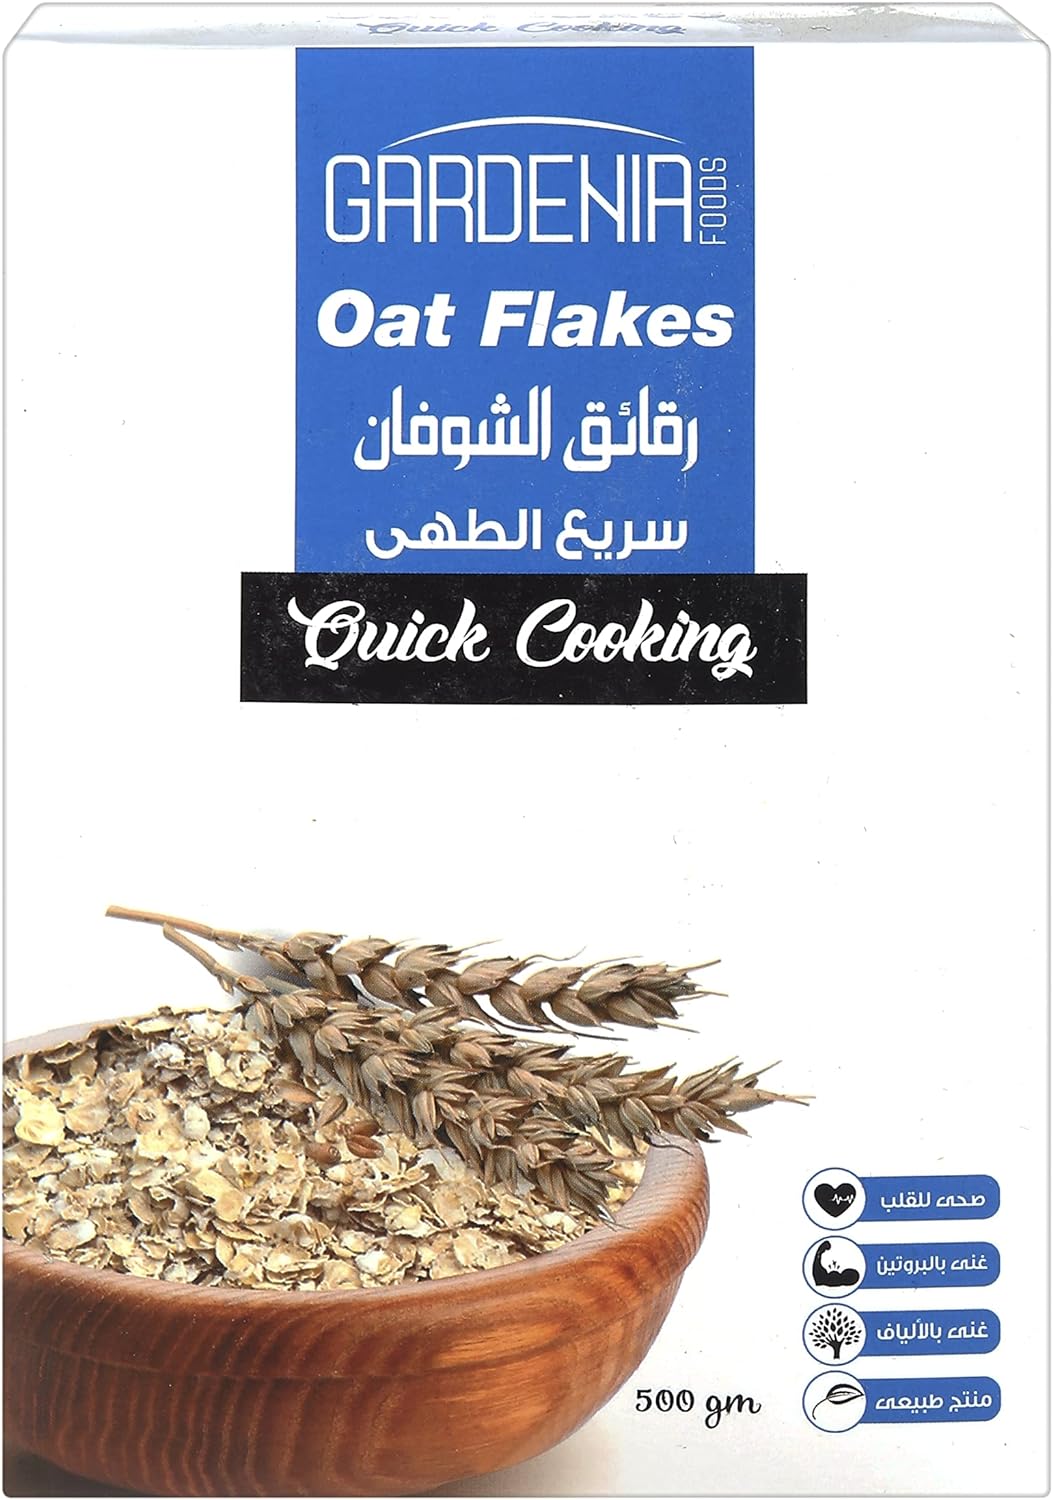 Quick Cooking
GARDENIA FOODS
Oat Flakes
رقائق الشوفان
سريع الطهى
Quick Cooking
صحى للقلب
غنى بالبروتين
غنى بالألياف
منتج طبيعى
500 gm